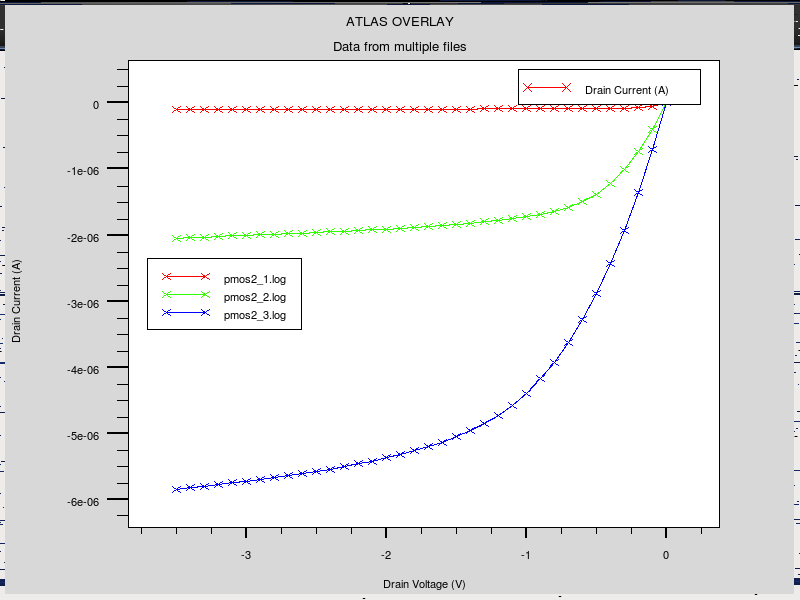 ATLAS OVERLAY
Data from multiple files
Drain Current (A)
0
-1e-06
-2e-06
-3e-06
-4e-06
-5e-06
-6e-06
Drain Current (A)
pmos2_1.log
pmos2_2.log
pmos2_3.log
-3
-2
-1
0
Drain Voltage (V)